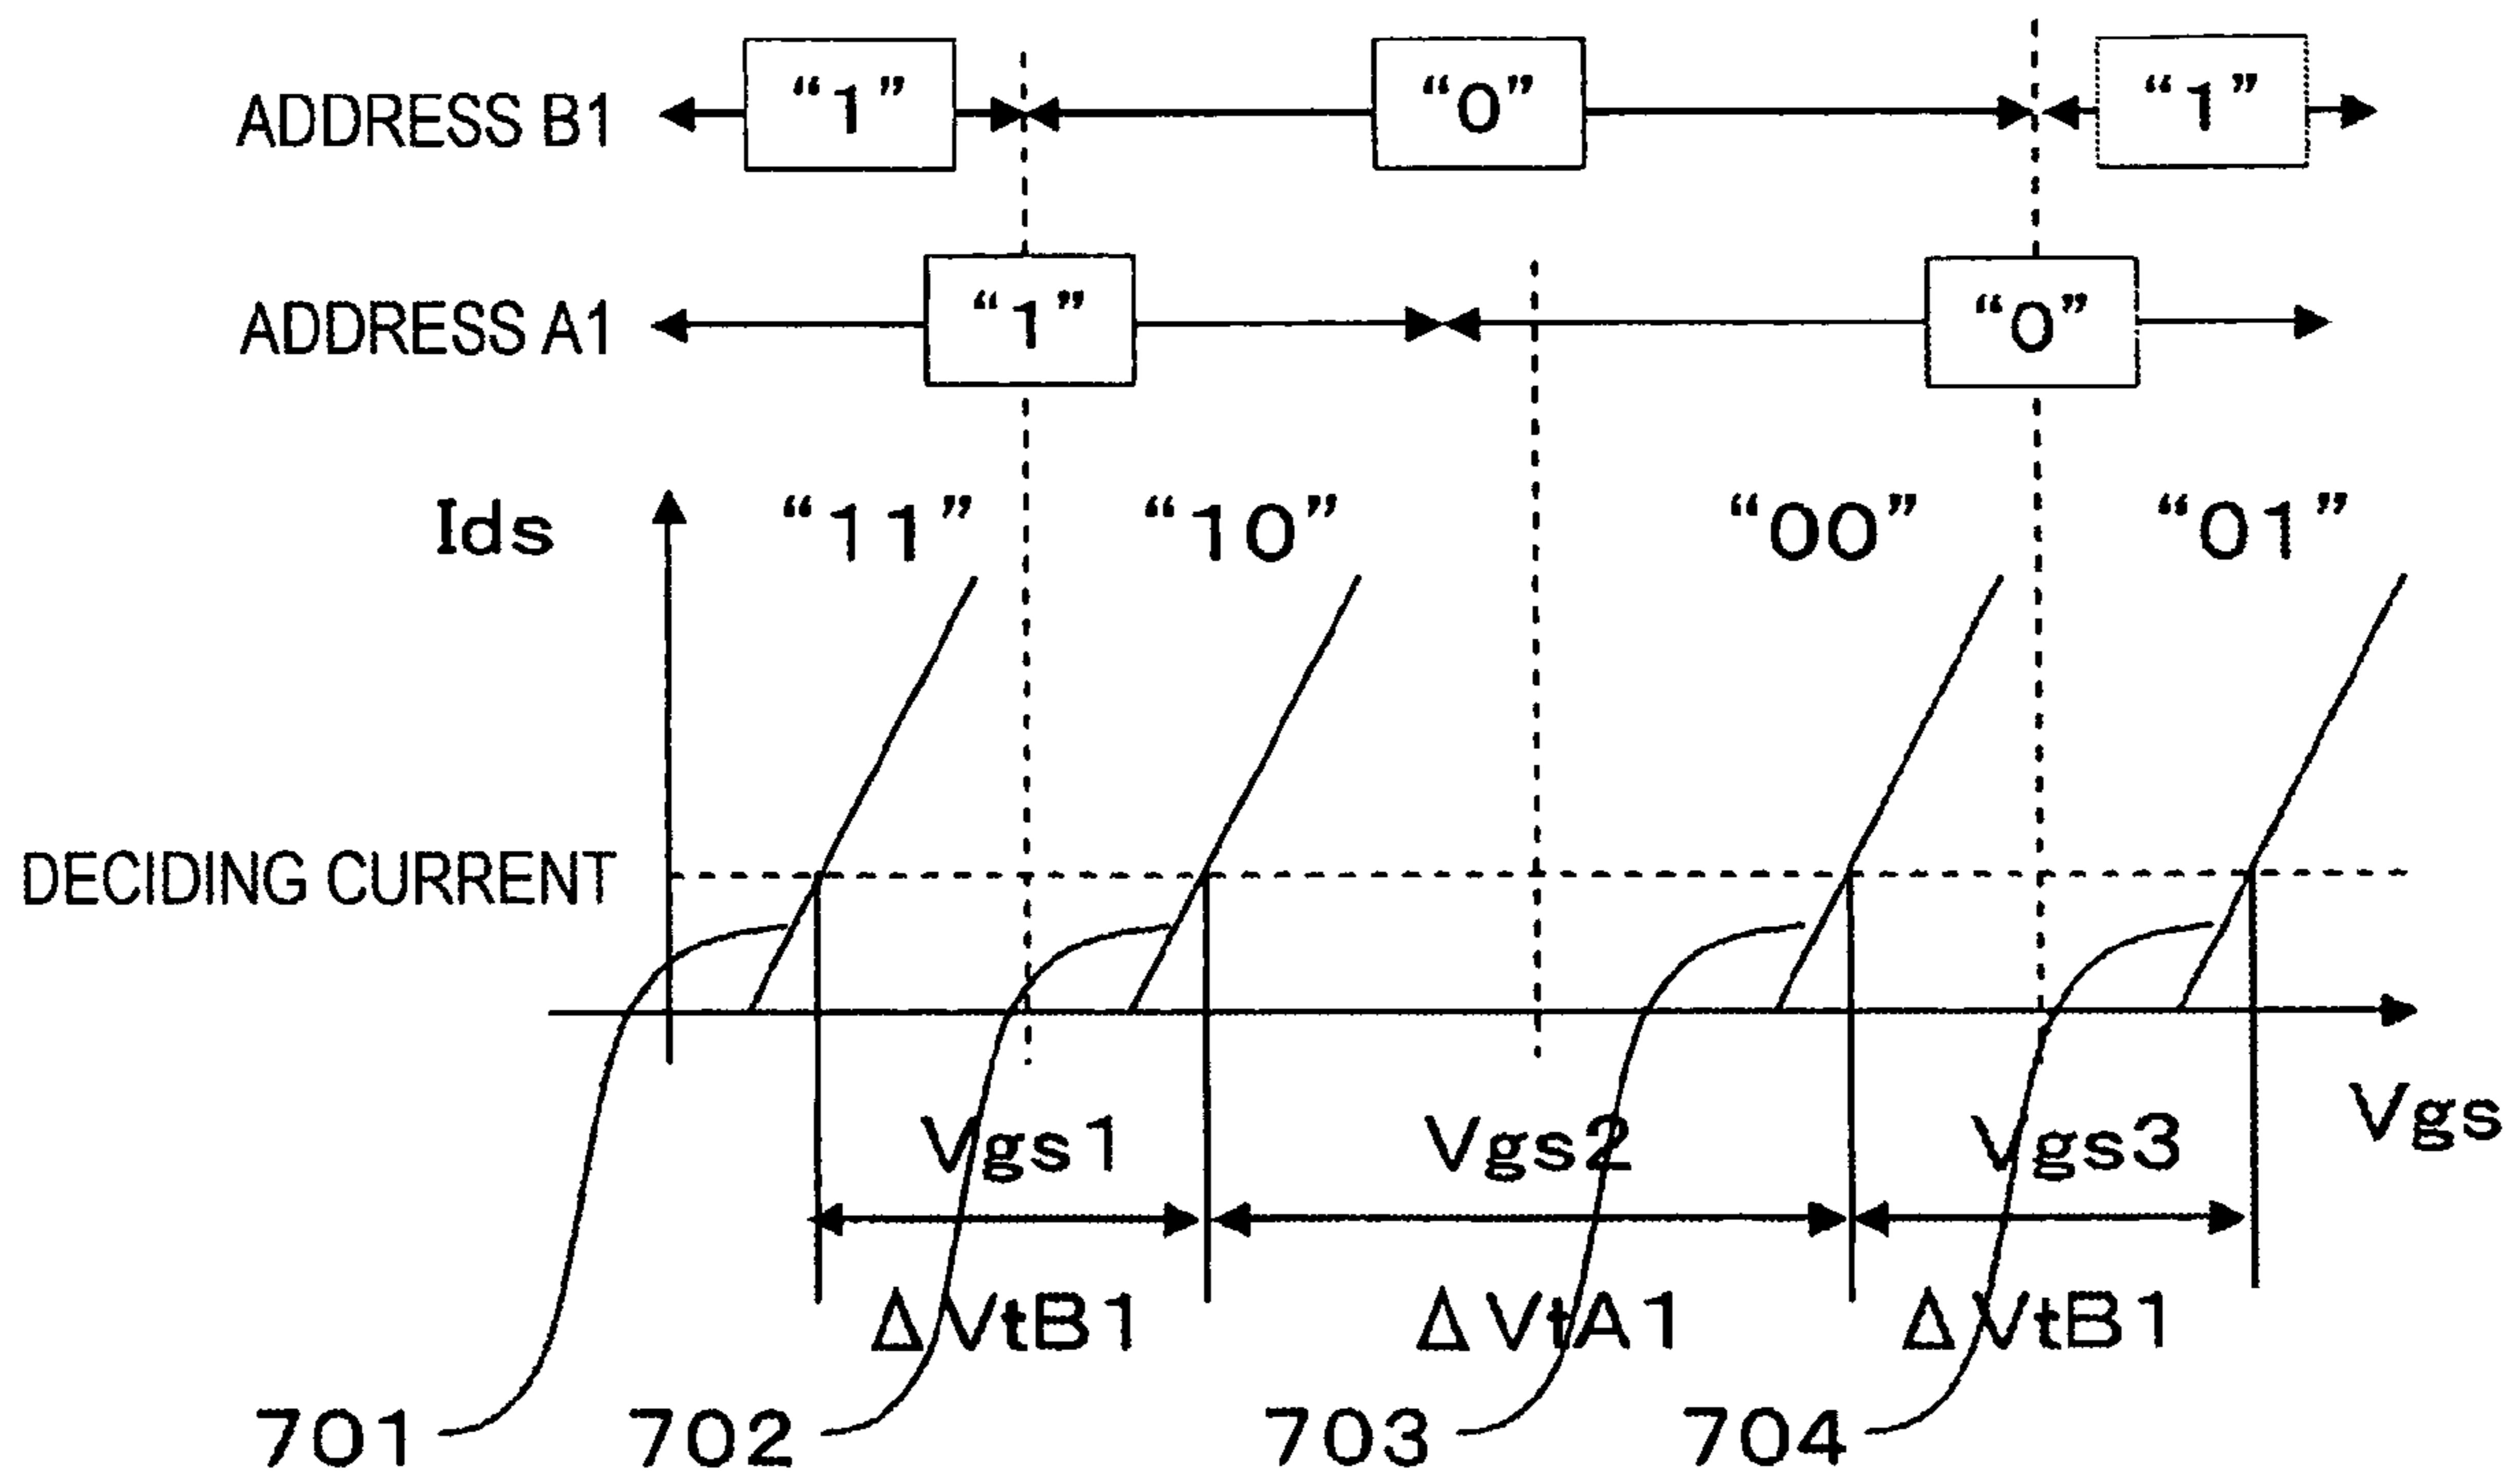 ADDRESS B1 “1” “0” “1”
ADDRESS A1 “1” “0”
Ids “11” “10” “00” “01”
DECIDING CURRENT
Vgs
Vgs1 Vgs2 Vgs3
ΔVtB1 ΔVtA1 ΔVtB1
701 702 703 704